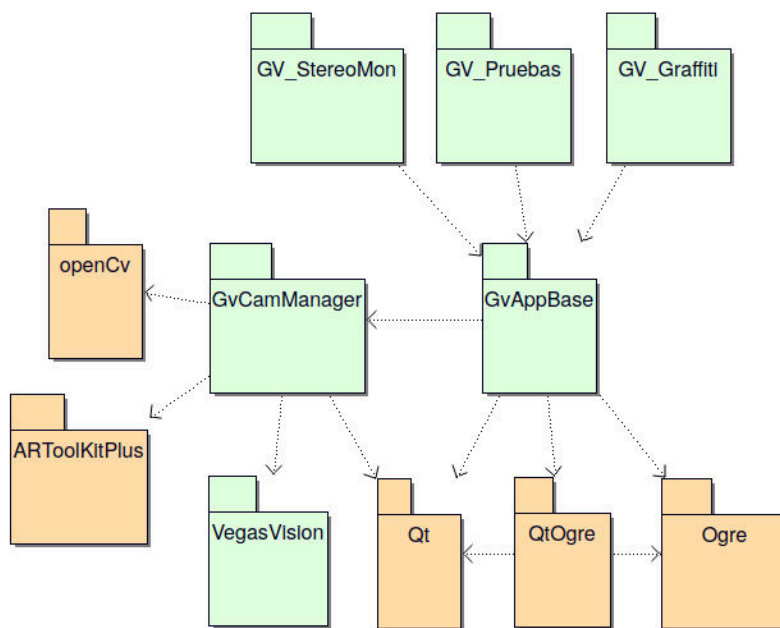 GV_StereoMon
GV_Pruebas
GV_GraffitI
openCv
GvCamManager
GvAppBase
ARToolKitPlus
VegasVIsIon
Qt
QtOgre
Ogre